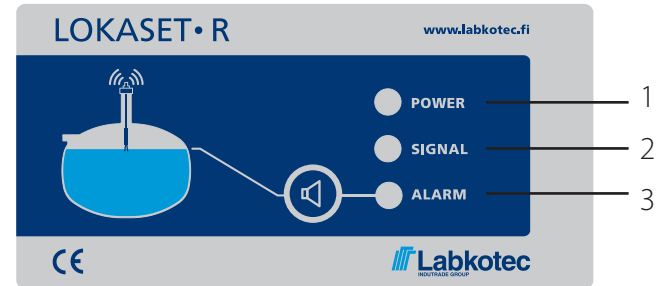 LOKASET• R
www.labkotec.fi
POWER
1
SIGNAL
2
ALARM
3
CE
Labkotec
INDUTRADE GROUP